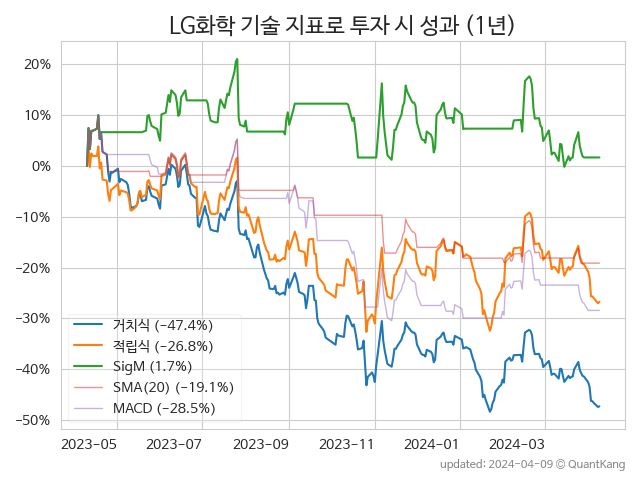 LG화학 기술 지표로 투자 시 성과 (1년)
20%
10%
0%
−10%
−20%
−30%
−40%
−50%
거치식 (−47.4%)
적립식 (−26.8%)
SigM (1.7%)
SMA(20) (−19.1%)
MACD (−28.5%)
2023-05 2023-07 2023-09 2023-11 2024-01 2024-03
updated: 2024-04-09 ⓒ QuantKang